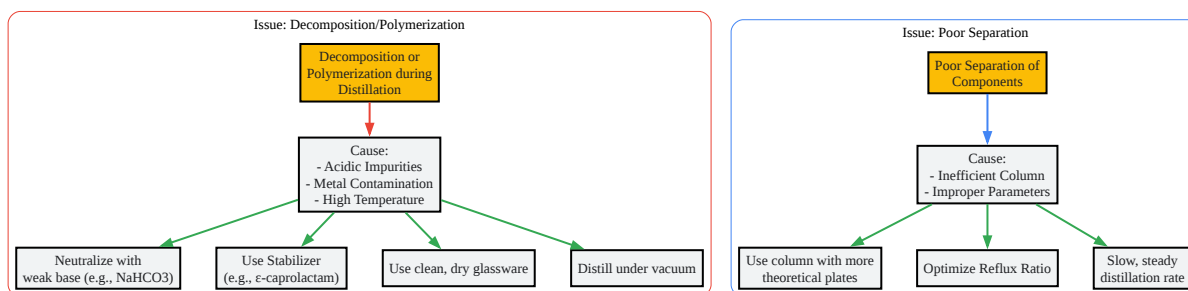 Issue: Decomposition/Polymerization
Decomposition or
Polymerization during
Distillation
Cause:
- Acidic Impurities
- Metal Contamination
- High Temperature
Neutralize with
weak base (e.g., NaHCO3)
Use Stabilizer
(e.g., ε-caprolactam)
Use clean, dry glassware
Distill under vacuum
Issue: Poor Separation
Poor Separation of
Components
Cause:
- Inefficient Column
- Improper Parameters
Use column with more
theoretical plates
Optimize Reflux Ratio
Slow, steady
distillation rate